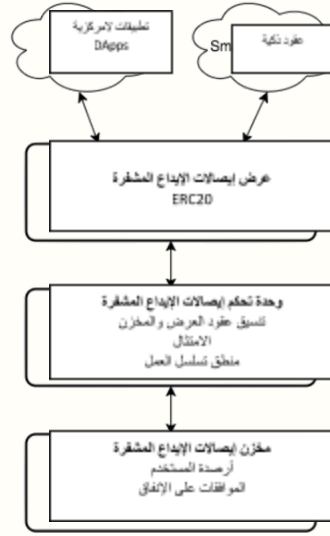 تطبيقات لامركزية
DApps
عقود ذكية
Sm
عرض إيصالات الإيداع المشفرة
ERC20
وحدة تحكم إيصالات الإيداع المشفرة
تنسيق عقود العرض والمخزن
الامتثال
منطق تسلسل العمل
مخزن إيصالات الإيداع المشفرة
أرصدة المستخدم
الموافقات على الإنفاق